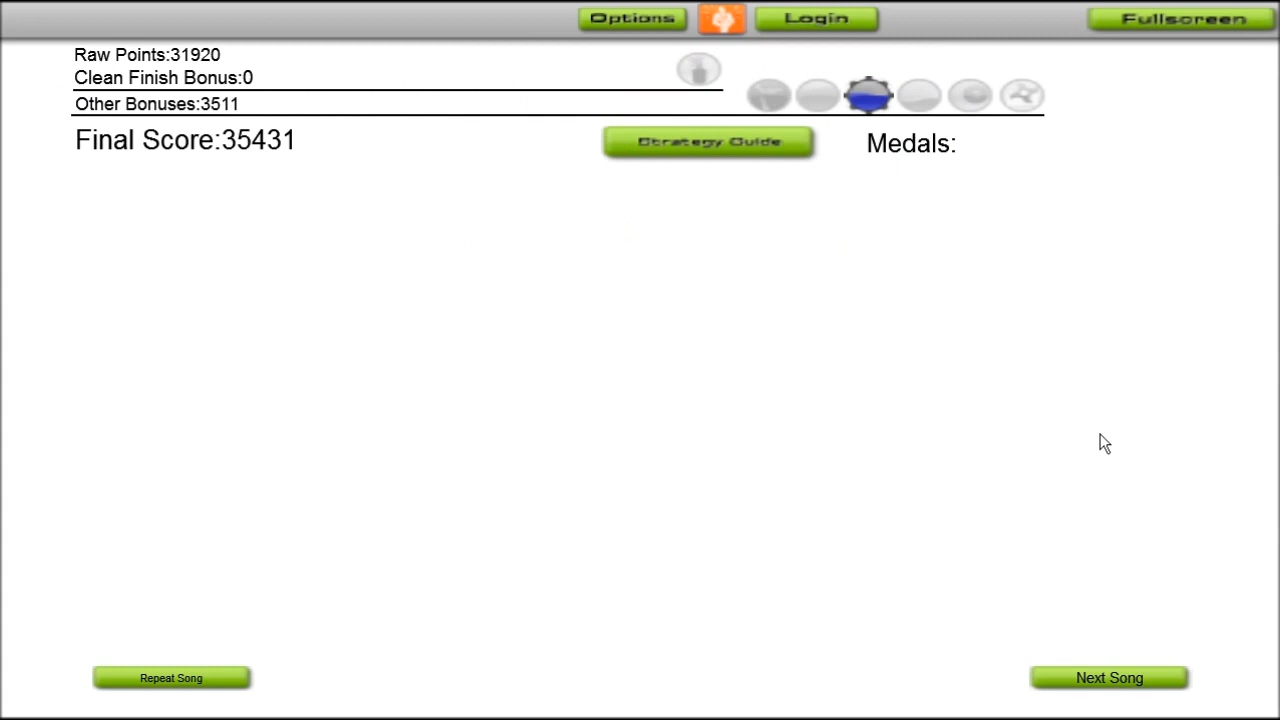 Options
Login
Fullscreen
Raw Points:31920
Clean Finish Bonus:0
Other Bonuses:3511
Final Score:35431
Strategy Guide
Medals:
Repeat Song
Next Song